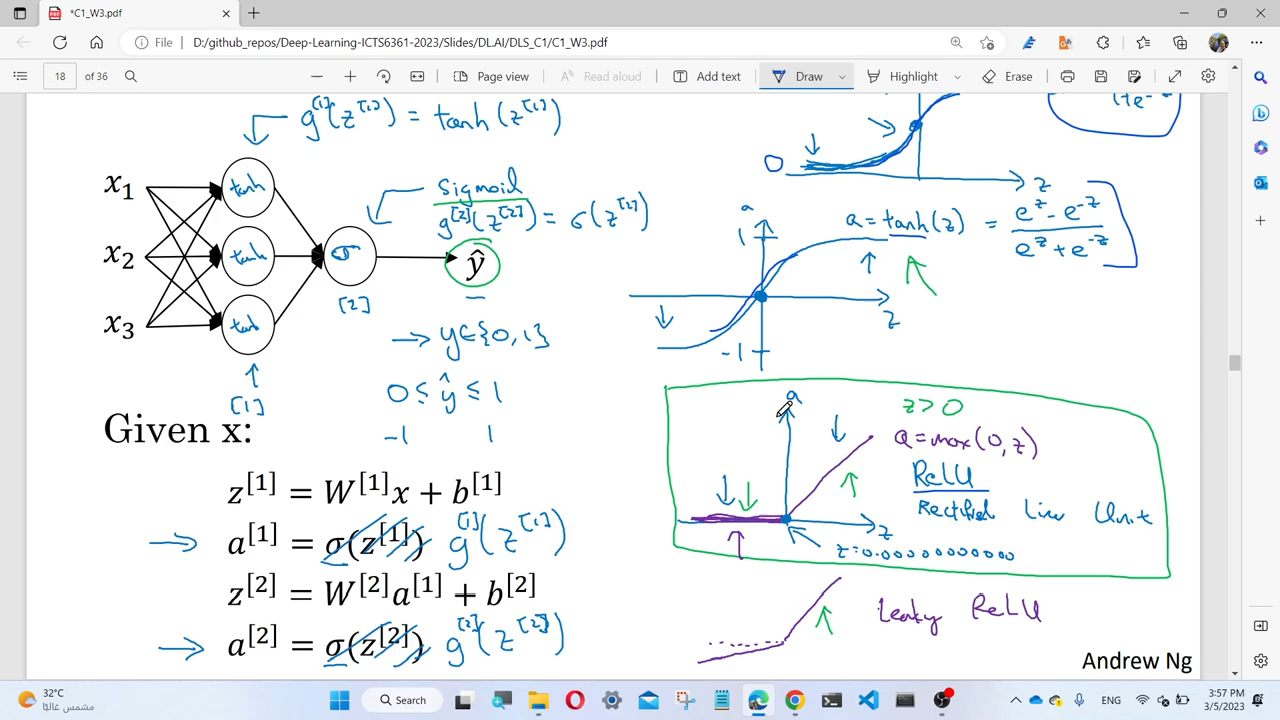 *C1_W3.pdf
File D:/github_repos/Deep-Learning-ICTS6361-2023/Slides/DL.AI/DLS_C1/C1_W3.pdf
18 of 36 Page view Read aloud Add text Draw Highlight Erase
g[1](z[1]) = tanh(z[1])
0
z
x1
x2
x3
tanh
tanh
σ
[1]
[2]
Sigmoid
g[2](z[2]) = σ(z[2])
ŷ
→ y∈{0,1}
0 ≤ ŷ ≤ 1
-1 1
a
1
-1
z
a = tanh(z) = e^z - e^-z / e^z + e^-z
Given x:
z[1] = W[1]x + b[1]
a[1] = σ(z[1]) g[1](z[1])
z[2] = W[2]a[1] + b[2]
a[2] = σ(z[2]) g[2](z[2])
a
z > 0
a = max(0,z)
ReLU
Rectified Linear Unit
z
z=0.000000000000
Leaky ReLU
Andrew Ng
32°C
مشمس غالبًا
Search
ENG
3:57 PM
3/5/2023